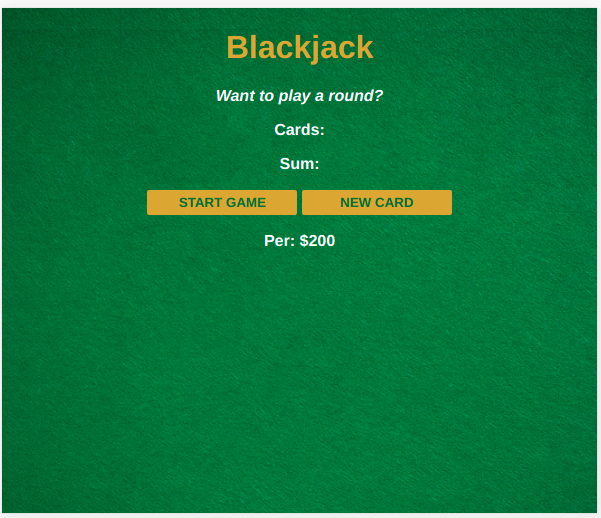 Blackjack
Want to play a round?
Cards:
Sum:
START GAME NEW CARD
Per: $200